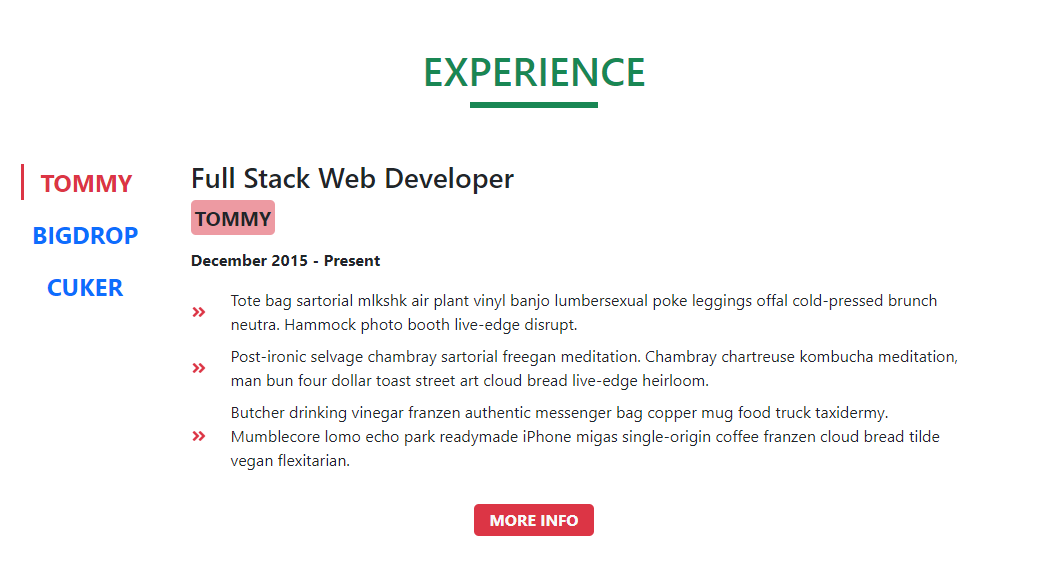 EXPERIENCE
TOMMY
BIGDROP
CUKER
Full Stack Web Developer
TOMMY
December 2015 - Present
Tote bag sartorial mlkshk air plant vinyl banjo lumbersexual poke leggings offal cold-pressed brunch
neutra. Hammock photo booth live-edge disrupt.
Post-ironic selvage chambray sartorial freegan meditation. Chambray chartreuse kombucha meditation,
man bun four dollar toast street art cloud bread live-edge heirloom.
Butcher drinking vinegar franzen authentic messenger bag copper mug food truck taxidermy.
Mumblecore lomo echo park readymade iPhone migas single-origin coffee franzen cloud bread tilde
vegan flexitarian.
MORE INFO